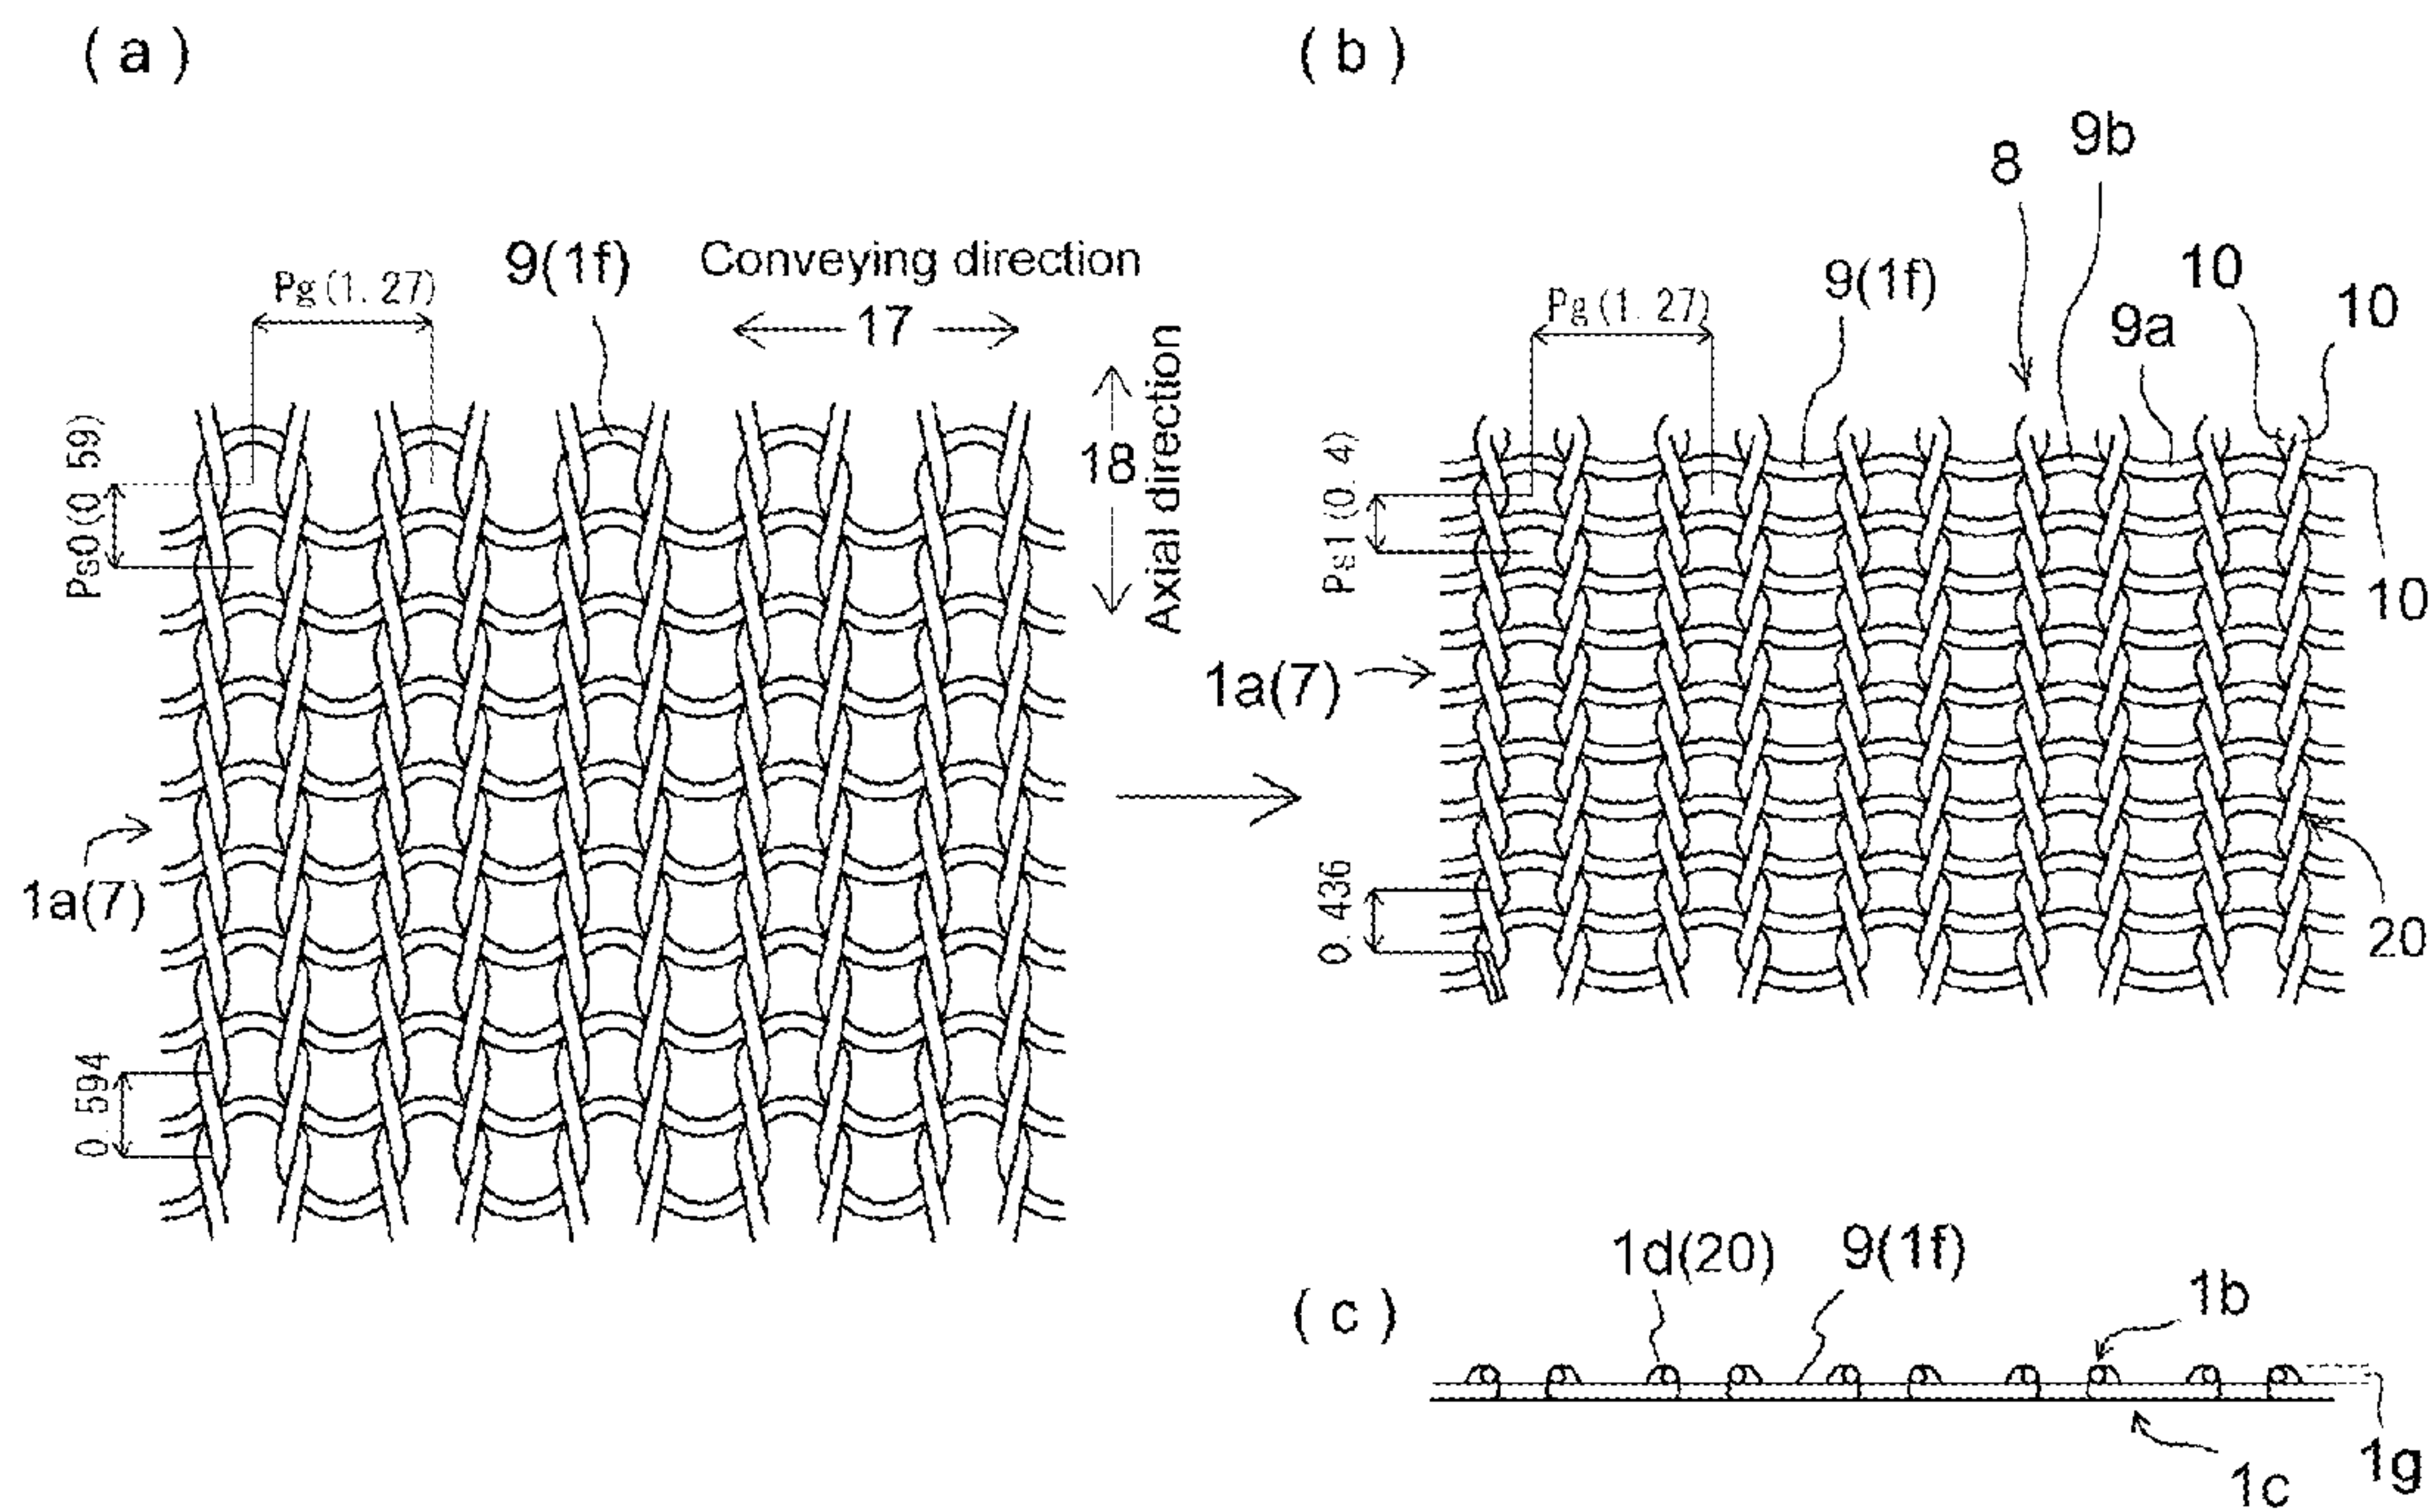 (a)
9(1f)
Conveying direction
17
Pg(1.27)
18
Axial direction
Ps0(0 59)
1a(7)
0.594
(b)
8
9b
9(1f)
10
10
9a
Pg(1.27)
Ps1(0.4)
10
1a(7)
0.436
20
(c)
1d(20)
9(1f)
1b
1g
1c